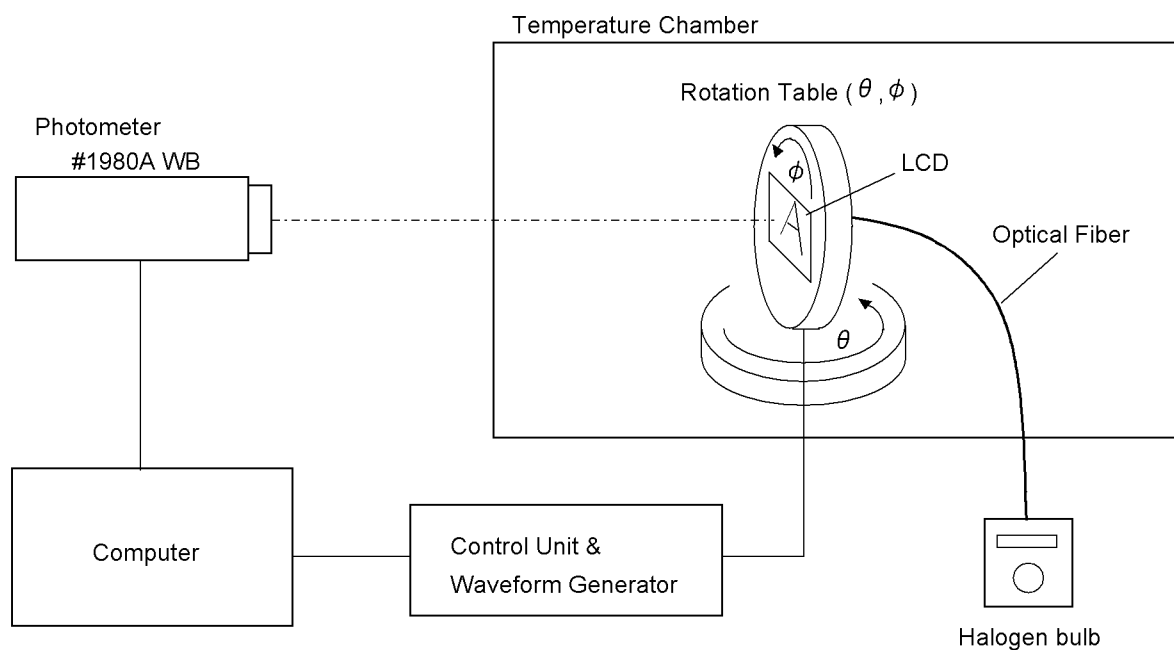 Temperature Chamber
Rotation Table ( θ , ϕ )
Photometer
#1980A WB
ϕ
LCD
A
Optical Fiber
θ
Computer
Control Unit &
Waveform Generator
Halogen bulb